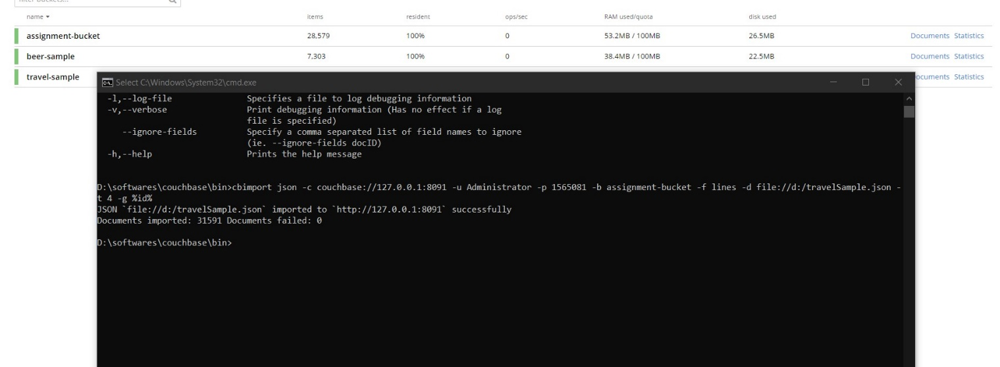 filter buckets...
name ▾ items resident ops/sec RAM used/quota disk used
assignment-bucket 28,579 100% 0 53.2MB / 100MB 26.5MB Documents Statistics
beer-sample 7,303 100% 0 38.4MB / 100MB 22.5MB Documents Statistics
travel-sample ocuments Statistics
Select C:\Windows\System32\cmd.exe
-l,--log-file Specifies a file to log debugging information
-v,--verbose Print debugging information (Has no effect if a log
file is specified)
--ignore-fields Specify a comma separated list of field names to ignore
(ie. --ignore-fields docID)
-h,--help Prints the help message
D:\softwares\couchbase\bin>cbimport json -c couchbase://127.0.0.1:8091 -u Administrator -p 1565081 -b assignment-bucket -f lines -d file://d:/travelSample.json -
t 4 -g %id%
JSON `file://d:/travelSample.json` imported to `http://127.0.0.1:8091` successfully
Documents imported: 31591 Documents failed: 0
D:\softwares\couchbase\bin>